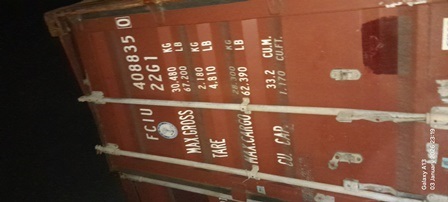 FCIU 408835 0
22G1
MAX.GROSS 30,480 KG
67,200 LB
TARE 2,180 KG
4,810 LB
MAX.CARGO 28,300 KG
62,390 LB
CU. CAP. 33.2 CU.M.
1,170 CU.FT.
Galaxy A13